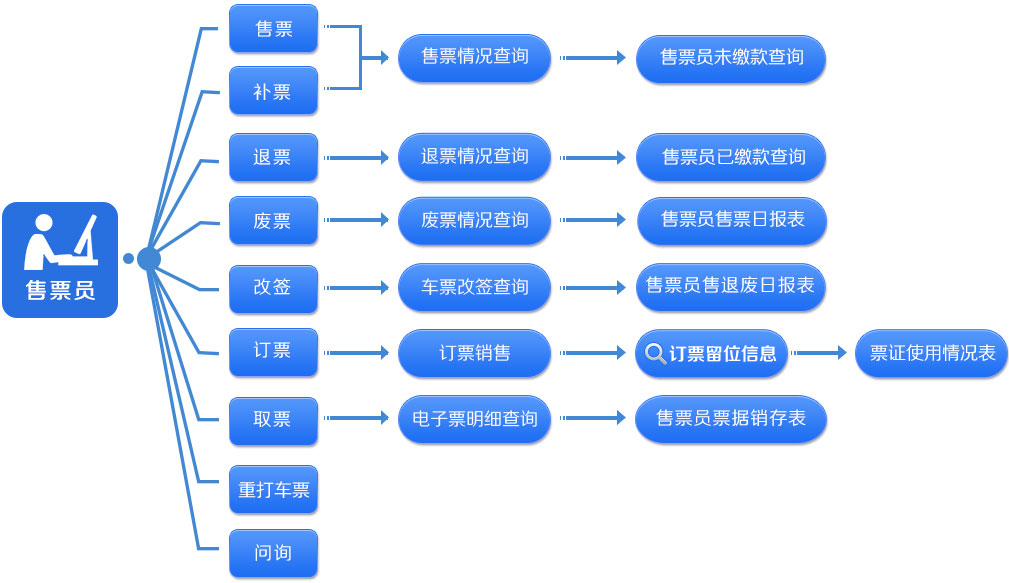 售票
售票情况查询
售票员未缴款查询
补票
退票
退票情况查询
售票员已缴款查询
废票
废票情况查询
售票员售票日报表
售票员
改签
车票改签查询
售票员售退废日报表
订票
订票销售
订票留位信息
票证使用情况表
取票
电子票明细查询
售票员票据销存表
重打车票
问询